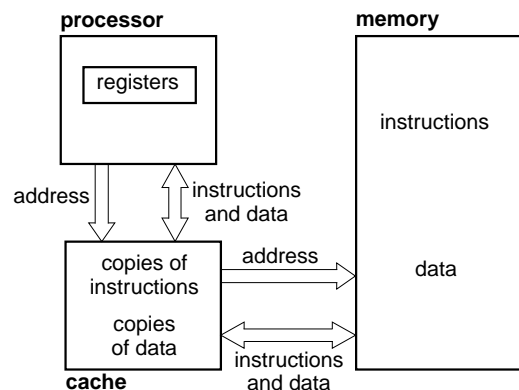 processor
memory
registers
instructions
address
instructions
and data
copies of
instructions
address
data
copies
of data
instructions
and data
cache